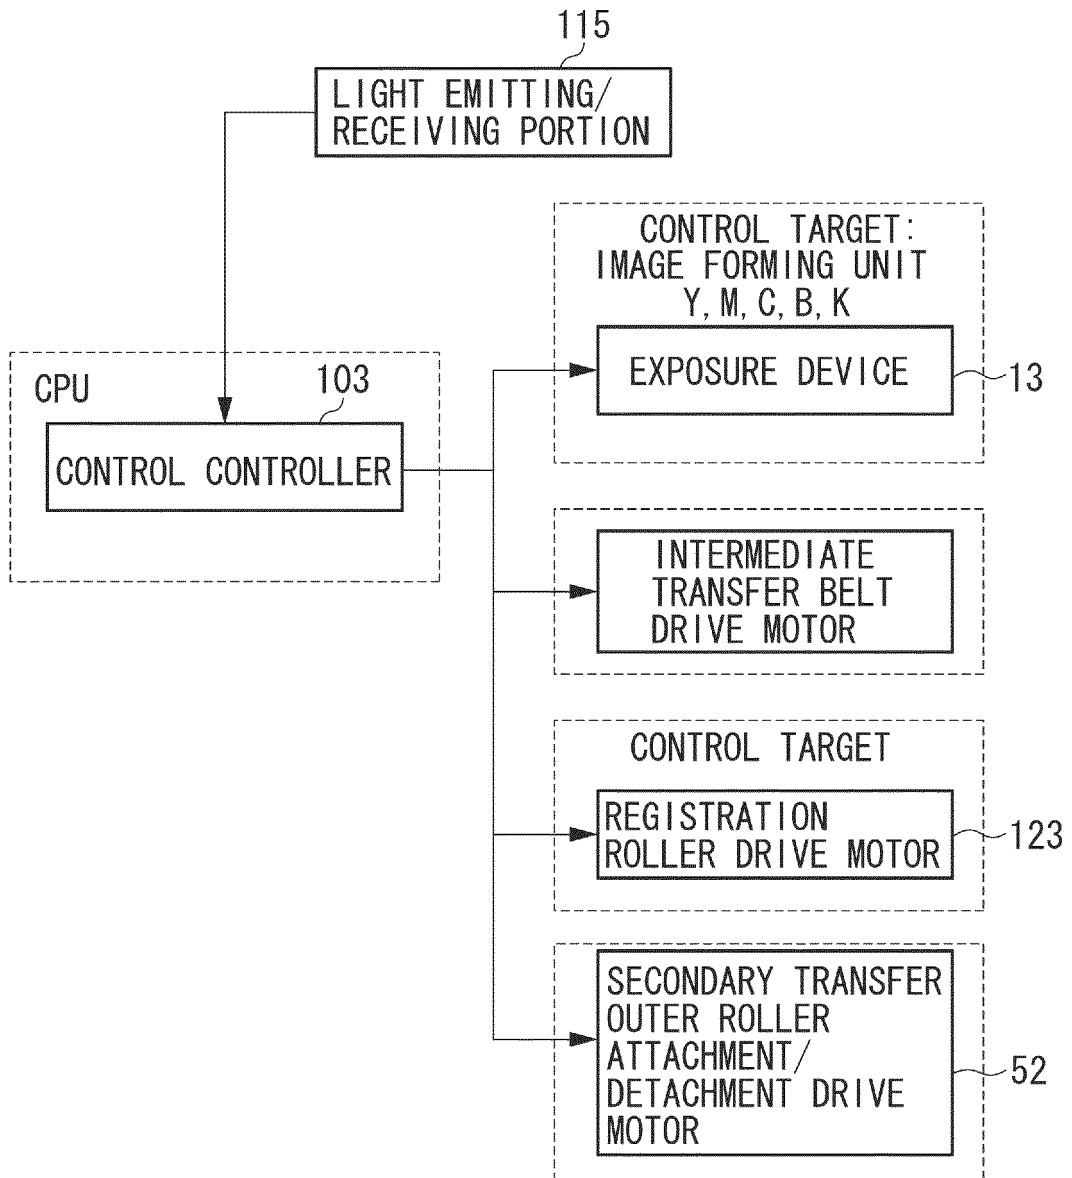 115
LIGHT EMITTING/
RECEIVING PORTION
CONTROL TARGET:
IMAGE FORMING UNIT
Y, M, C, B, K
EXPOSURE DEVICE
13
CPU
103
CONTROL CONTROLLER
INTERMEDIATE
TRANSFER BELT
DRIVE MOTOR
CONTROL TARGET
REGISTRATION
ROLLER DRIVE MOTOR
123
SECONDARY TRANSFER
OUTER ROLLER
ATTACHMENT/
DETACHMENT DRIVE
MOTOR
52